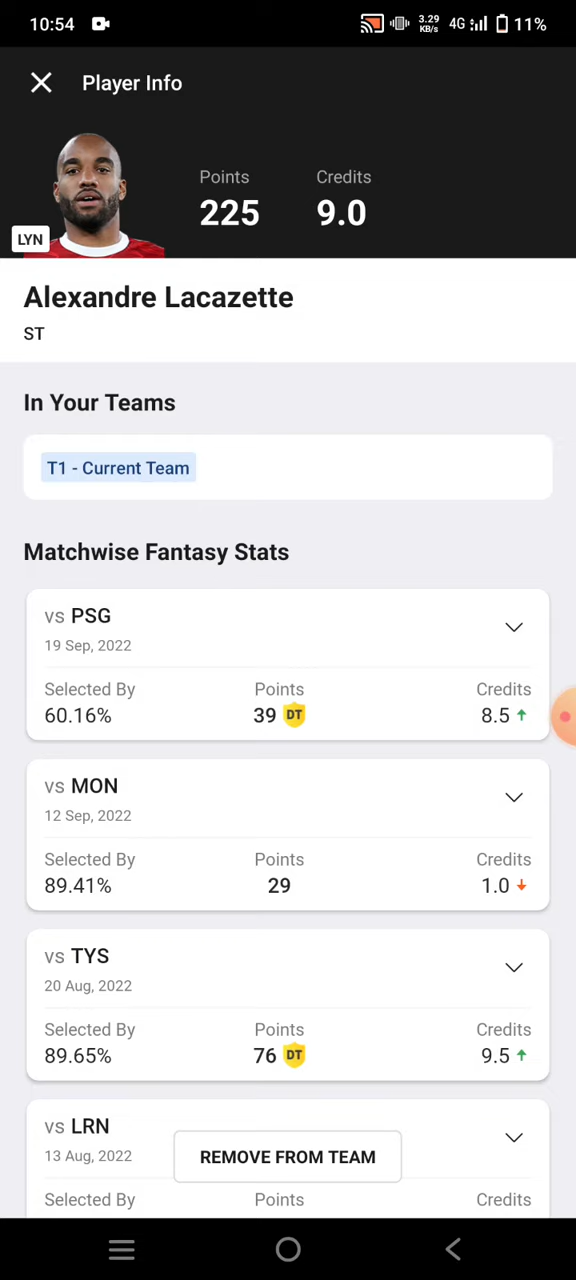 10:54 3.29 KB/s 4G 11%
Player Info
Points Credits
225 9.0
LYN
Alexandre Lacazette
ST
In Your Teams
T1 - Current Team
Matchwise Fantasy Stats
vs PSG
19 Sep, 2022
Selected By Points Credits
60.16% 39 DT 8.5
vs MON
12 Sep, 2022
Selected By Points Credits
89.41% 29 1.0
vs TYS
20 Aug, 2022
Selected By Points Credits
89.65% 76 DT 9.5
vs LRN
13 Aug, 2022
REMOVE FROM TEAM
Selected By Points Credits